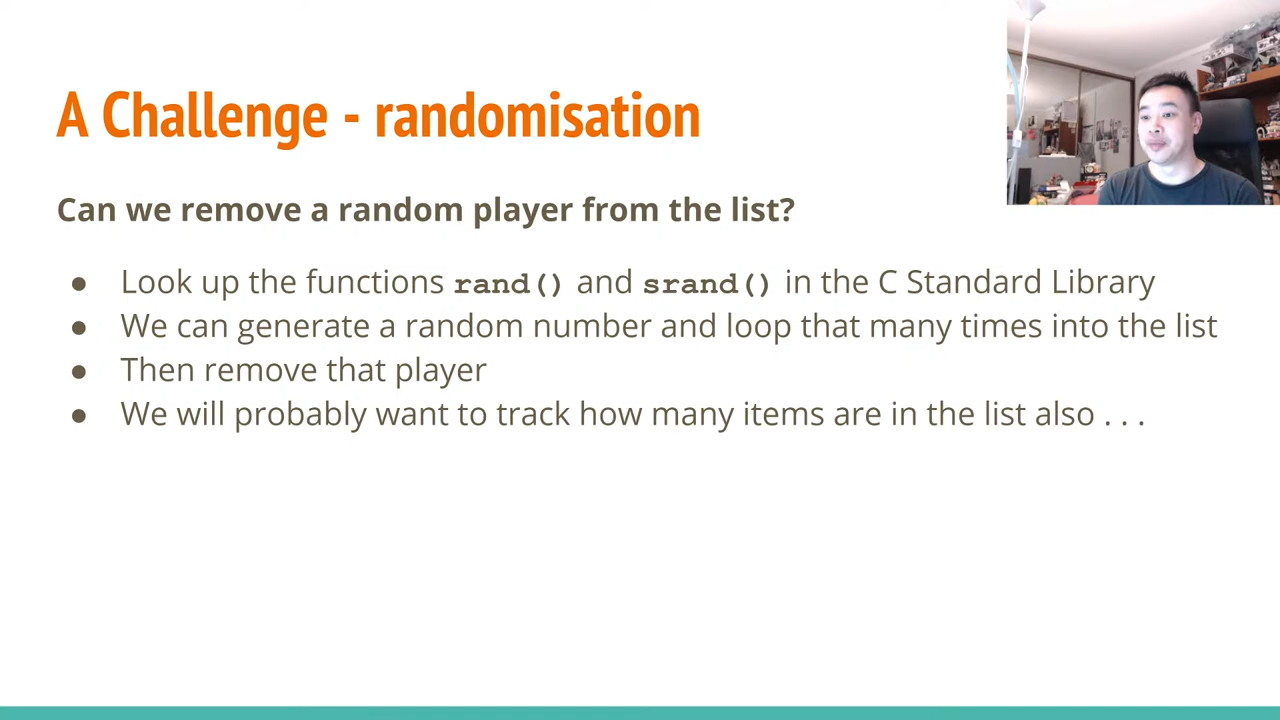 A Challenge - randomisation
Can we remove a random player from the list?
● Look up the functions rand() and srand() in the C Standard Library
● We can generate a random number and loop that many times into the list
● Then remove that player
● We will probably want to track how many items are in the list also . . .